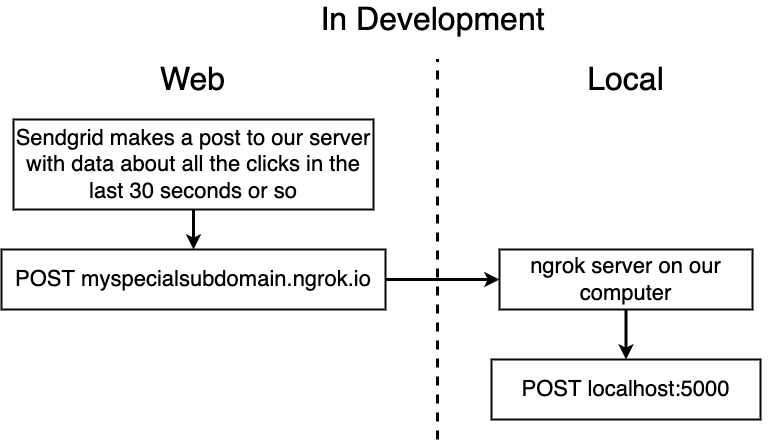 In Development
Web
Local
Sendgrid makes a post to our server
with data about all the clicks in the
last 30 seconds or so
POST myspecialsubdomain.ngrok.io
ngrok server on our
computer
POST localhost:5000